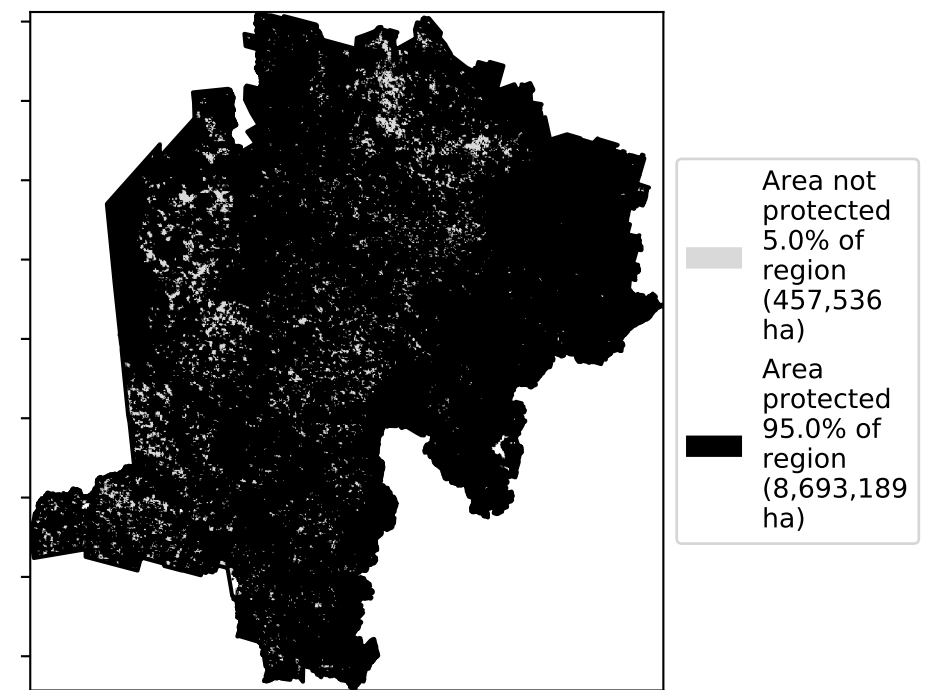 Area not
protected
5.0% of
region
(457,536
ha)
Area
protected
95.0% of
region
(8,693,189
ha)